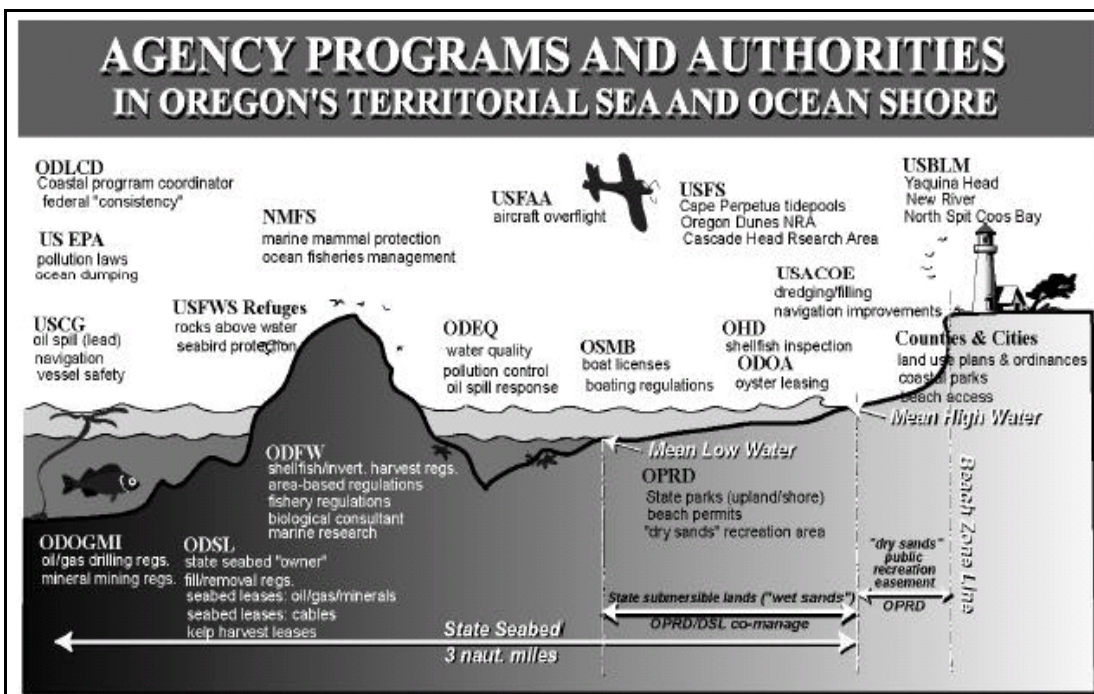 AGENCY PROGRAMS AND AUTHORITIES
IN OREGON'S TERRITORIAL SEA AND OCEAN SHORE
ODLCD
Coastal progrram coordinator
federal "consistency"
US EPA
pollution laws
ocean dumping
USCG
oil spill (lead)
navigation
vessel safety
NMFS
marine mammal protection
ocean fisheries management
USFWS Refuges
rocks above water
seabird protection
USFAA
aircraft overflight
USFS
Cape Perpetua tidepools
Oregon Dunes NRA
Cascade Head Rsearch Area
USBLM
Yaquina Head
New River
North Spit Coos Bay
USACOE
dredging/filling
navigation improvements
ODEQ
water quality
pollution control
oil spill response
OSMB
boat licenses
boating regulations
OHD
shellfish inspection
ODOA
oyster leasing
Counties & Cities
land use plans & ordinances
coastal parks
beach access
Mean High Water
Mean Low Water
ODFW
shellfish/invert. harvest regs.
area-based regulations
fishery regulations
biological consultant
marine research
OPRD
State parks (upland/shore)
beach permits
"dry sands" recreation area
ODOGMI
oil/gas drilling regs.
mineral mining regs.
ODSL
state seabed "owner"
fill/removal regs.
seabed leases: oil/gas/minerals
seabed leases: cables
kelp harvest leases
"dry sands"
public
recreation
easement
OPRD
Beach Zone Line
State submersible lands ("wet sands")
OPRD/DSL co-manage
State Seabed
3 naut. miles